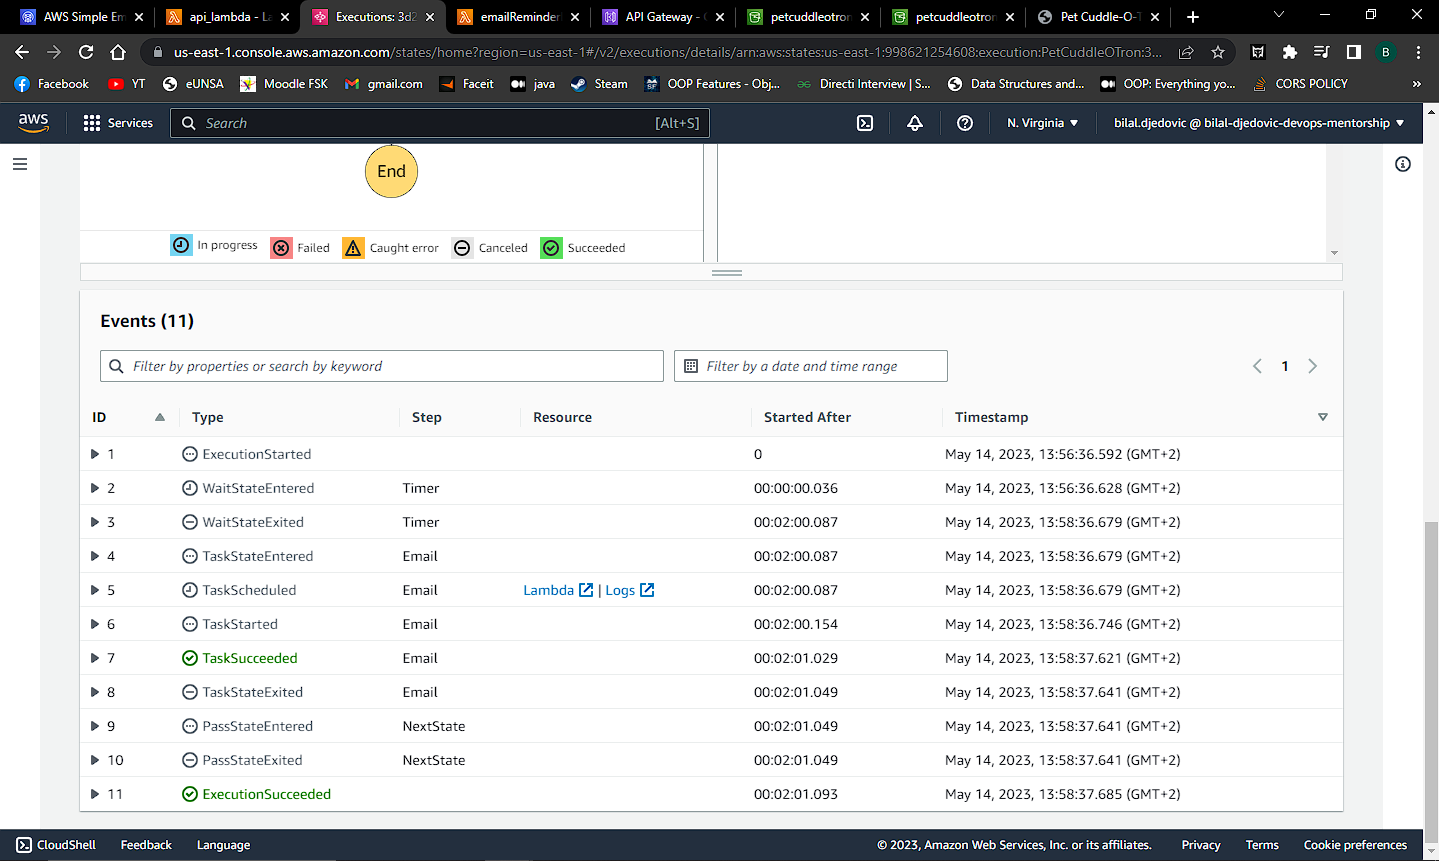 AWS Simple Em
api_lambda - La
Executions: 3d2
emailReminder
API Gateway - C
petcuddleotron
petcuddleotron
Pet Cuddle-O-T
us-east-1.console.aws.amazon.com/states/home?region=us-east-1#/v2/executions/details/arn:aws:states:us-east-1:998621254608:execution:PetCuddleOTron:3...
B
Facebook YT eUNSA Moodle FSK gmail.com Faceit java Steam OOP Features - Obj... Directi Interview | S... Data Structures and... OOP: Everything yo... CORS POLICY »
aws Services Search [Alt+S] N. Virginia bilal.djedovic @ bilal-djedovic-devops-mentorship
End
In progress Failed Caught error Canceled Succeeded
Events (11)
Filter by properties or search by keyword Filter by a date and time range 1
ID Type Step Resource Started After Timestamp
1 ExecutionStarted 0 May 14, 2023, 13:56:36.592 (GMT+2)
2 WaitStateEntered Timer 00:00:00.036 May 14, 2023, 13:56:36.628 (GMT+2)
3 WaitStateExited Timer 00:02:00.087 May 14, 2023, 13:58:36.679 (GMT+2)
4 TaskStateEntered Email 00:02:00.087 May 14, 2023, 13:58:36.679 (GMT+2)
5 TaskScheduled Email Lambda | Logs 00:02:00.087 May 14, 2023, 13:58:36.679 (GMT+2)
6 TaskStarted Email 00:02:00.154 May 14, 2023, 13:58:36.746 (GMT+2)
7 TaskSucceeded Email 00:02:01.029 May 14, 2023, 13:58:37.621 (GMT+2)
8 TaskStateExited Email 00:02:01.049 May 14, 2023, 13:58:37.641 (GMT+2)
9 PassStateEntered NextState 00:02:01.049 May 14, 2023, 13:58:37.641 (GMT+2)
10 PassStateExited NextState 00:02:01.049 May 14, 2023, 13:58:37.641 (GMT+2)
11 ExecutionSucceeded 00:02:01.093 May 14, 2023, 13:58:37.685 (GMT+2)
CloudShell Feedback Language © 2023, Amazon Web Services, Inc. or its affiliates. Privacy Terms Cookie preferences